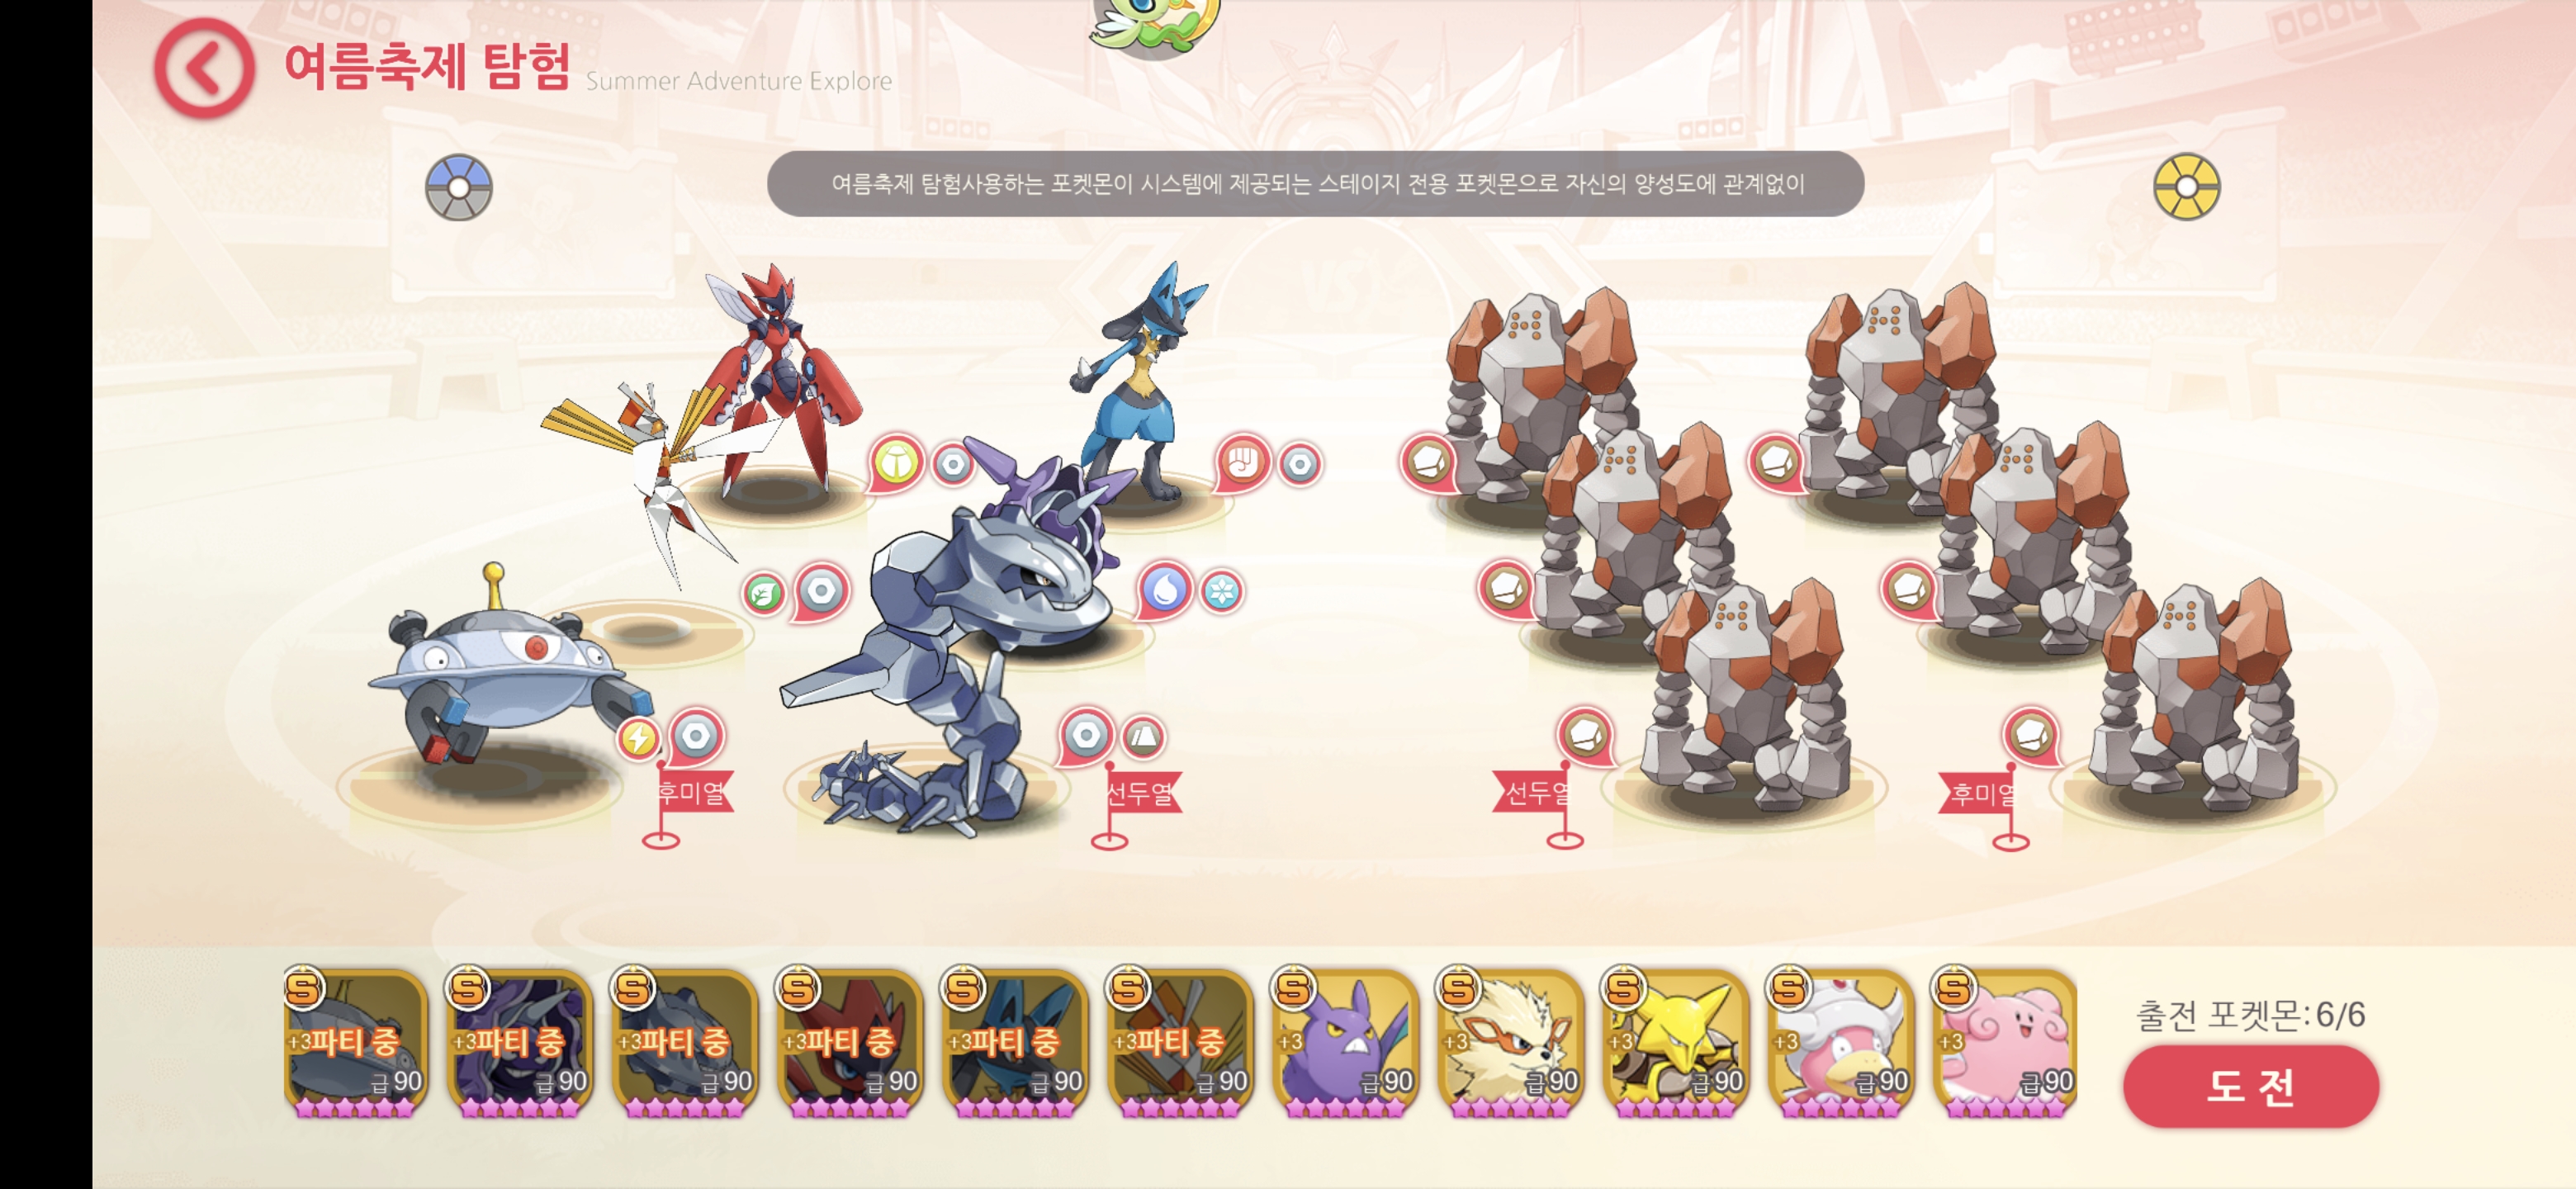 여름축제 탐험 Summer Adventure Explore
여름축제 탐험사용하는 포켓몬이 시스템에 제공되는 스테이지 전용 포켓몬으로 자신의 양성도에 관계없이
VS
후미열 선두열 선두열 후미열
S S S S S S S S S S S
+3파티 중 +3파티 중 +3파티 중 +3파티 중 +3파티 중 +3파티 중 +3 +3 +3 +3 +3
급90 급90 급90 급90 급90 급90 급90 급90 급90 급90 급90
출전 포켓몬:6/6
도전